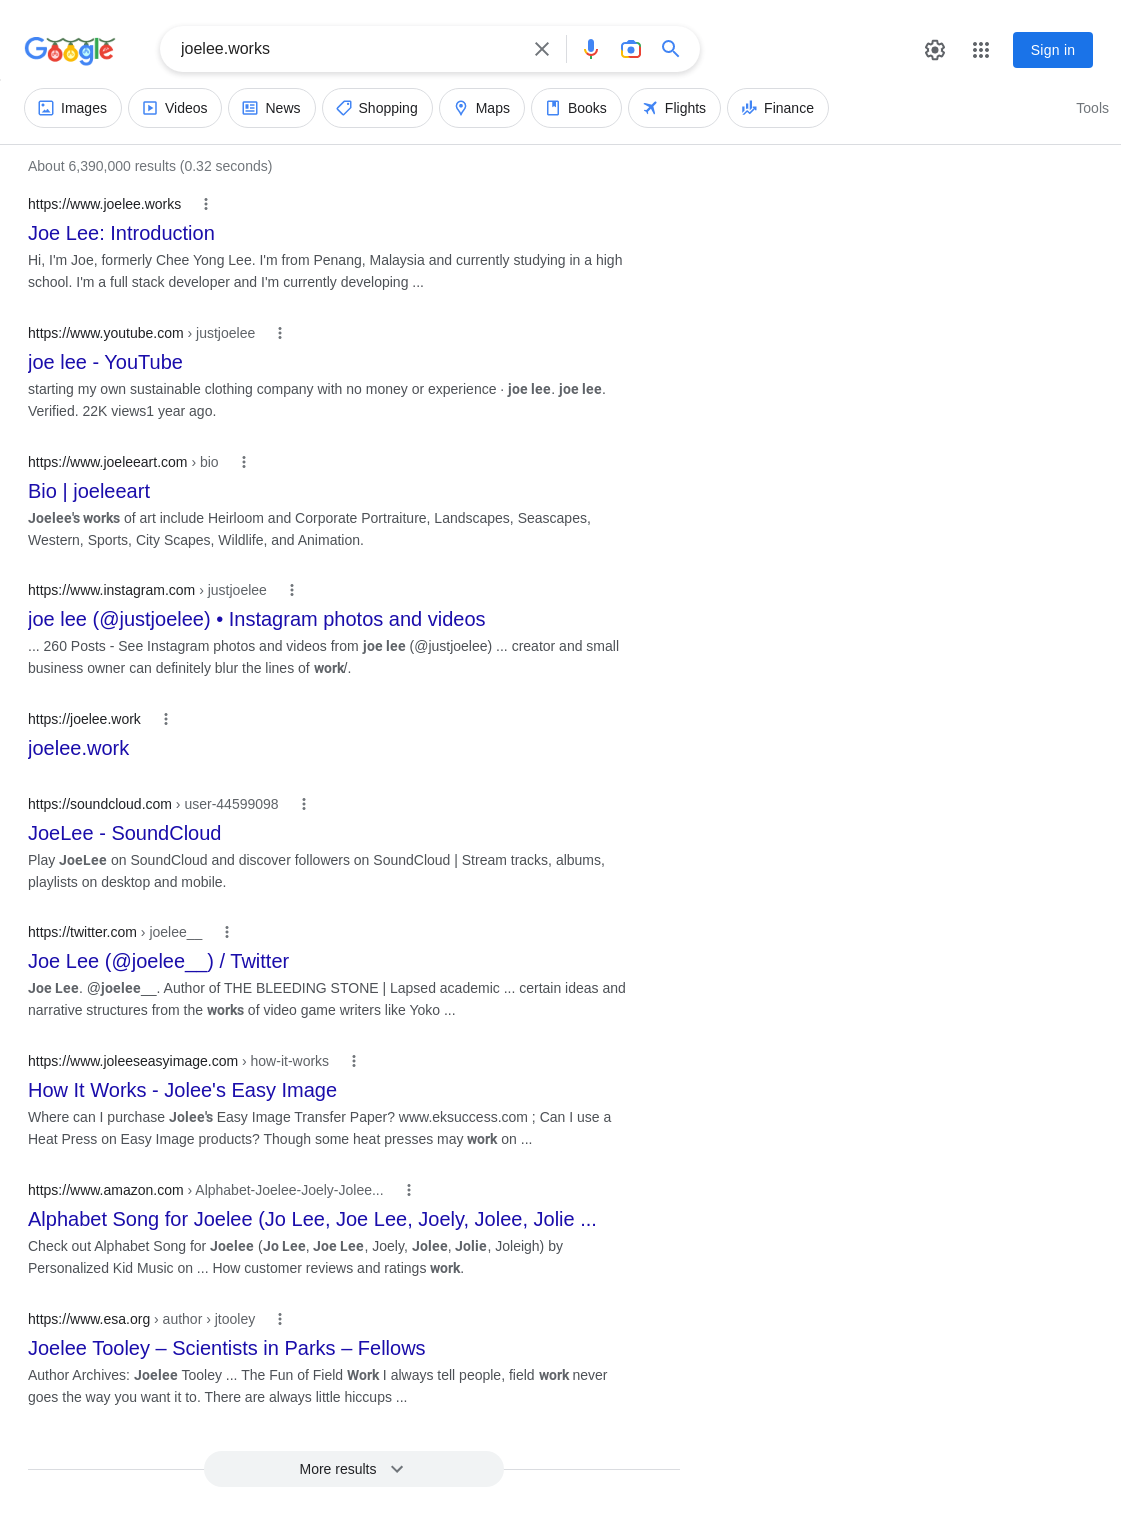 Google
joelee.works
Sign in
Images
Videos
News
Shopping
Maps
Books
Flights
Finance
Tools
About 6,390,000 results (0.32 seconds)
https://www.joelee.works
Joe Lee: Introduction
Hi, I'm Joe, formerly Chee Yong Lee. I'm from Penang, Malaysia and currently studying in a high
school. I'm a full stack developer and I'm currently developing ...
https://www.youtube.com › justjoelee
joe lee - YouTube
starting my own sustainable clothing company with no money or experience · joe lee. joe lee.
Verified. 22K views1 year ago.
https://www.joeleeart.com › bio
Bio | joeleeart
Joelee's works of art include Heirloom and Corporate Portraiture, Landscapes, Seascapes,
Western, Sports, City Scapes, Wildlife, and Animation.
https://www.instagram.com › justjoelee
joe lee (@justjoelee) • Instagram photos and videos
... 260 Posts - See Instagram photos and videos from joe lee (@justjoelee) ... creator and small
business owner can definitely blur the lines of work/.
https://joelee.work
joelee.work
https://soundcloud.com › user-44599098
JoeLee - SoundCloud
Play JoeLee on SoundCloud and discover followers on SoundCloud | Stream tracks, albums,
playlists on desktop and mobile.
https://twitter.com › joelee__
Joe Lee (@joelee__) / Twitter
Joe Lee. @joelee__. Author of THE BLEEDING STONE | Lapsed academic ... certain ideas and
narrative structures from the works of video game writers like Yoko ...
https://www.joleeseasyimage.com › how-it-works
How It Works - Jolee's Easy Image
Where can I purchase Jolee's Easy Image Transfer Paper? www.eksuccess.com ; Can I use a
Heat Press on Easy Image products? Though some heat presses may work on ...
https://www.amazon.com › Alphabet-Joelee-Joely-Jolee...
Alphabet Song for Joelee (Jo Lee, Joe Lee, Joely, Jolee, Jolie ...
Check out Alphabet Song for Joelee (Jo Lee, Joe Lee, Joely, Jolee, Jolie, Joleigh) by
Personalized Kid Music on ... How customer reviews and ratings work.
https://www.esa.org › author › jtooley
Joelee Tooley – Scientists in Parks – Fellows
Author Archives: Joelee Tooley ... The Fun of Field Work I always tell people, field work never
goes the way you want it to. There are always little hiccups ...
More results